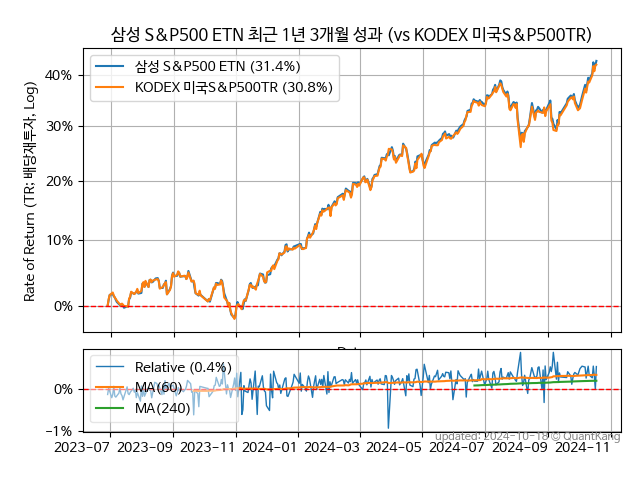 삼성 S&P500 ETN 최근 1년 3개월 성과 (vs KODEX 미국S&P500TR)
삼성 S&P500 ETN (31.4%)
KODEX 미국S&P500TR (30.8%)
Rate of Return (TR: 배당재투자, Log)
40%
30%
20%
10%
0%
Relative (0.4%)
MA(60)
MA(240)
0%
−1%
updated: 2024-10-18 © QuantKang
2023-07 2023-09 2023-11 2024-01 2024-03 2024-05 2024-07 2024-09 2024-11